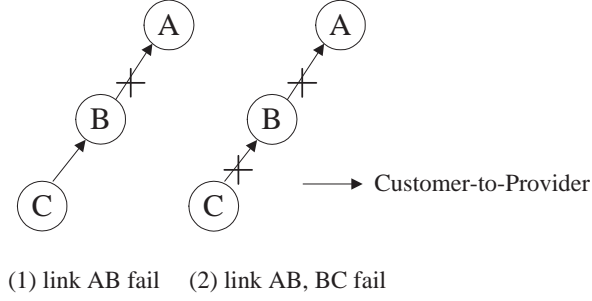 A A
B B
C C
Customer-to-Provider
(1) link AB fail (2) link AB, BC fail